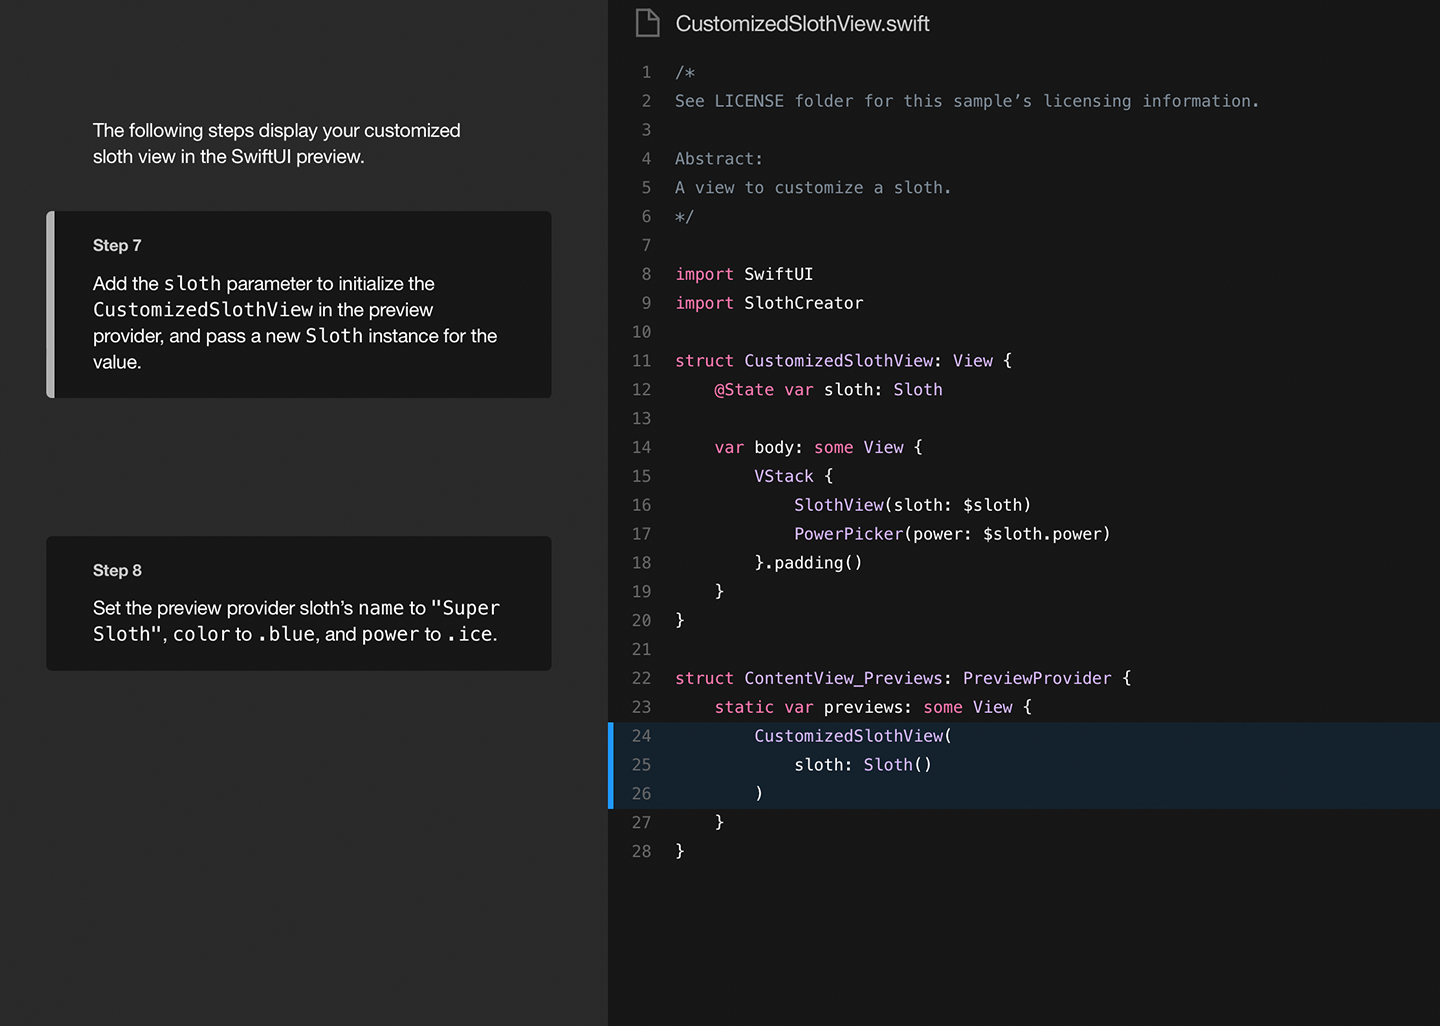 The following steps display your customized
sloth view in the SwiftUI preview.
Step 7
Add the sloth parameter to initialize the
CustomizedSlothView in the preview
provider, and pass a new Sloth instance for the
value.
Step 8
Set the preview provider sloth’s name to "Super
Sloth", color to .blue, and power to .ice.
CustomizedSlothView.swift
1 /*
2 See LICENSE folder for this sample’s licensing information.
3
4 Abstract:
5 A view to customize a sloth.
6 */
7
8 import SwiftUI
9 import SlothCreator
10
11 struct CustomizedSlothView: View {
12     @State var sloth: Sloth
13
14     var body: some View {
15         VStack {
16             SlothView(sloth: $sloth)
17             PowerPicker(power: $sloth.power)
18         }.padding()
19     }
20 }
21
22 struct ContentView_Previews: PreviewProvider {
23     static var previews: some View {
24         CustomizedSlothView(
25             sloth: Sloth()
26         )
27     }
28 }